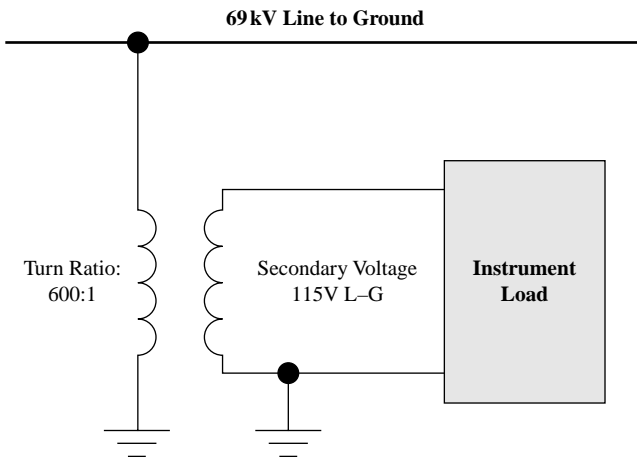 69 kV Line to Ground
Turn Ratio:
600:1
Secondary Voltage
115V L–G
Instrument
Load